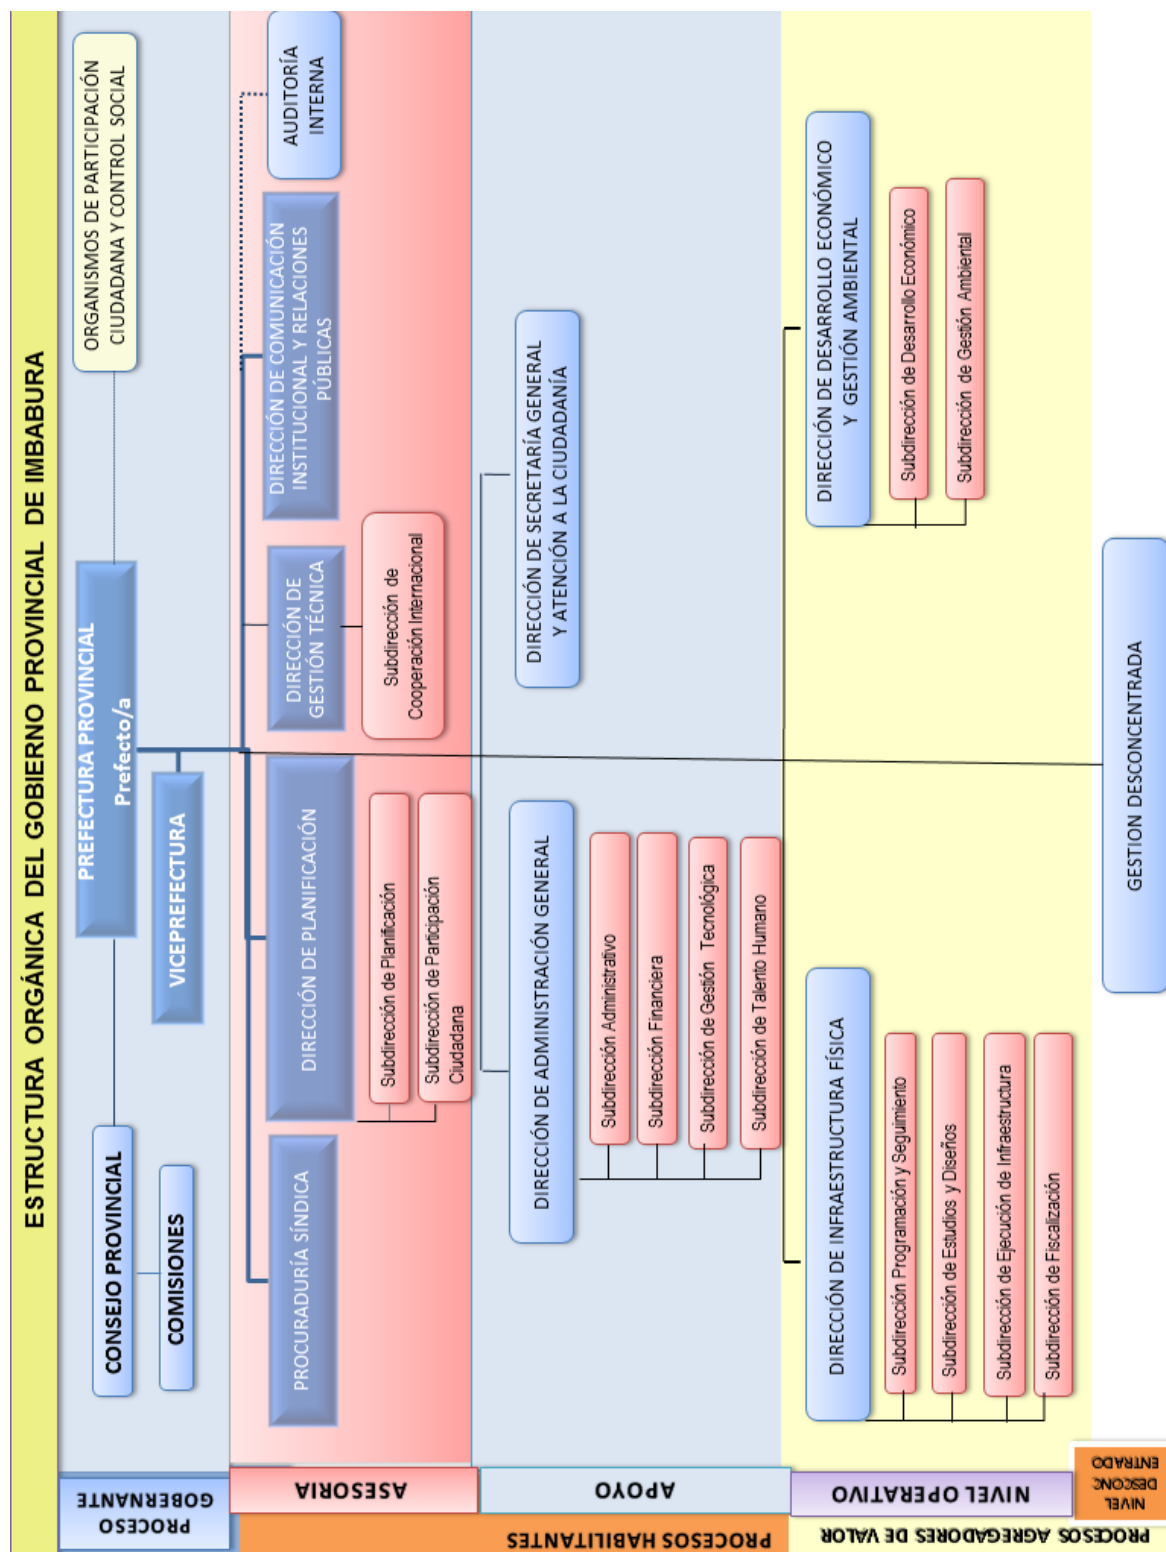 ESTRUCTURA ORGÁNICA DEL GOBIERNO PROVINCIAL DE IMBABURA
PROCESO
GOBERNANTE
CONSEJO PROVINCIAL
COMISIONES
PREFECTURA PROVINCIAL
Prefecto/a
VICEPREFECTURA
ORGANISMOS DE PARTICIPACIÓN
CIUDADANA Y CONTROL SOCIAL
PROCESOS HABILITANTES
ASESORIA
PROCURADURÍA SÍNDICA
DIRECCIÓN DE PLANIFICACIÓN
Subdirección de Planificación
Subdirección de Participación
Ciudadana
DIRECCIÓN DE
GESTIÓN TÉCNICA
Subdirección de
Cooperación Internacional
DIRECCIÓN DE COMUNICACIÓN
INSTITUCIONAL Y RELACIONES
PÚBLICAS
AUDITORÍA
INTERNA
APOYO
DIRECCIÓN DE ADMINISTRACIÓN GENERAL
Subdirección Administrativo
Subdirección Financiera
Subdirección de Gestión Tecnológica
Subdirección de Talento Humano
DIRECCIÓN DE SECRETARÍA GENERAL
Y ATENCIÓN A LA CIUDADANÍA
PROCESOS AGREGADORES DE VALOR
NIVEL OPERATIVO
DIRECCIÓN DE INFRAESTRUCTURA FÍSICA
Subdirección Programación y Seguimiento
Subdirección de Estudios y Diseños
Subdirección de Ejecución de Infraestructura
Subdirección de Fiscalización
DIRECCIÓN DE DESARROLLO ECONÓMICO
Y GESTIÓN AMBIENTAL
Subdirección de Desarrollo Económico
Subdirección de Gestión Ambiental
NIVEL
DESCONC
ENTRADO
GESTION DESCONCENTRADA